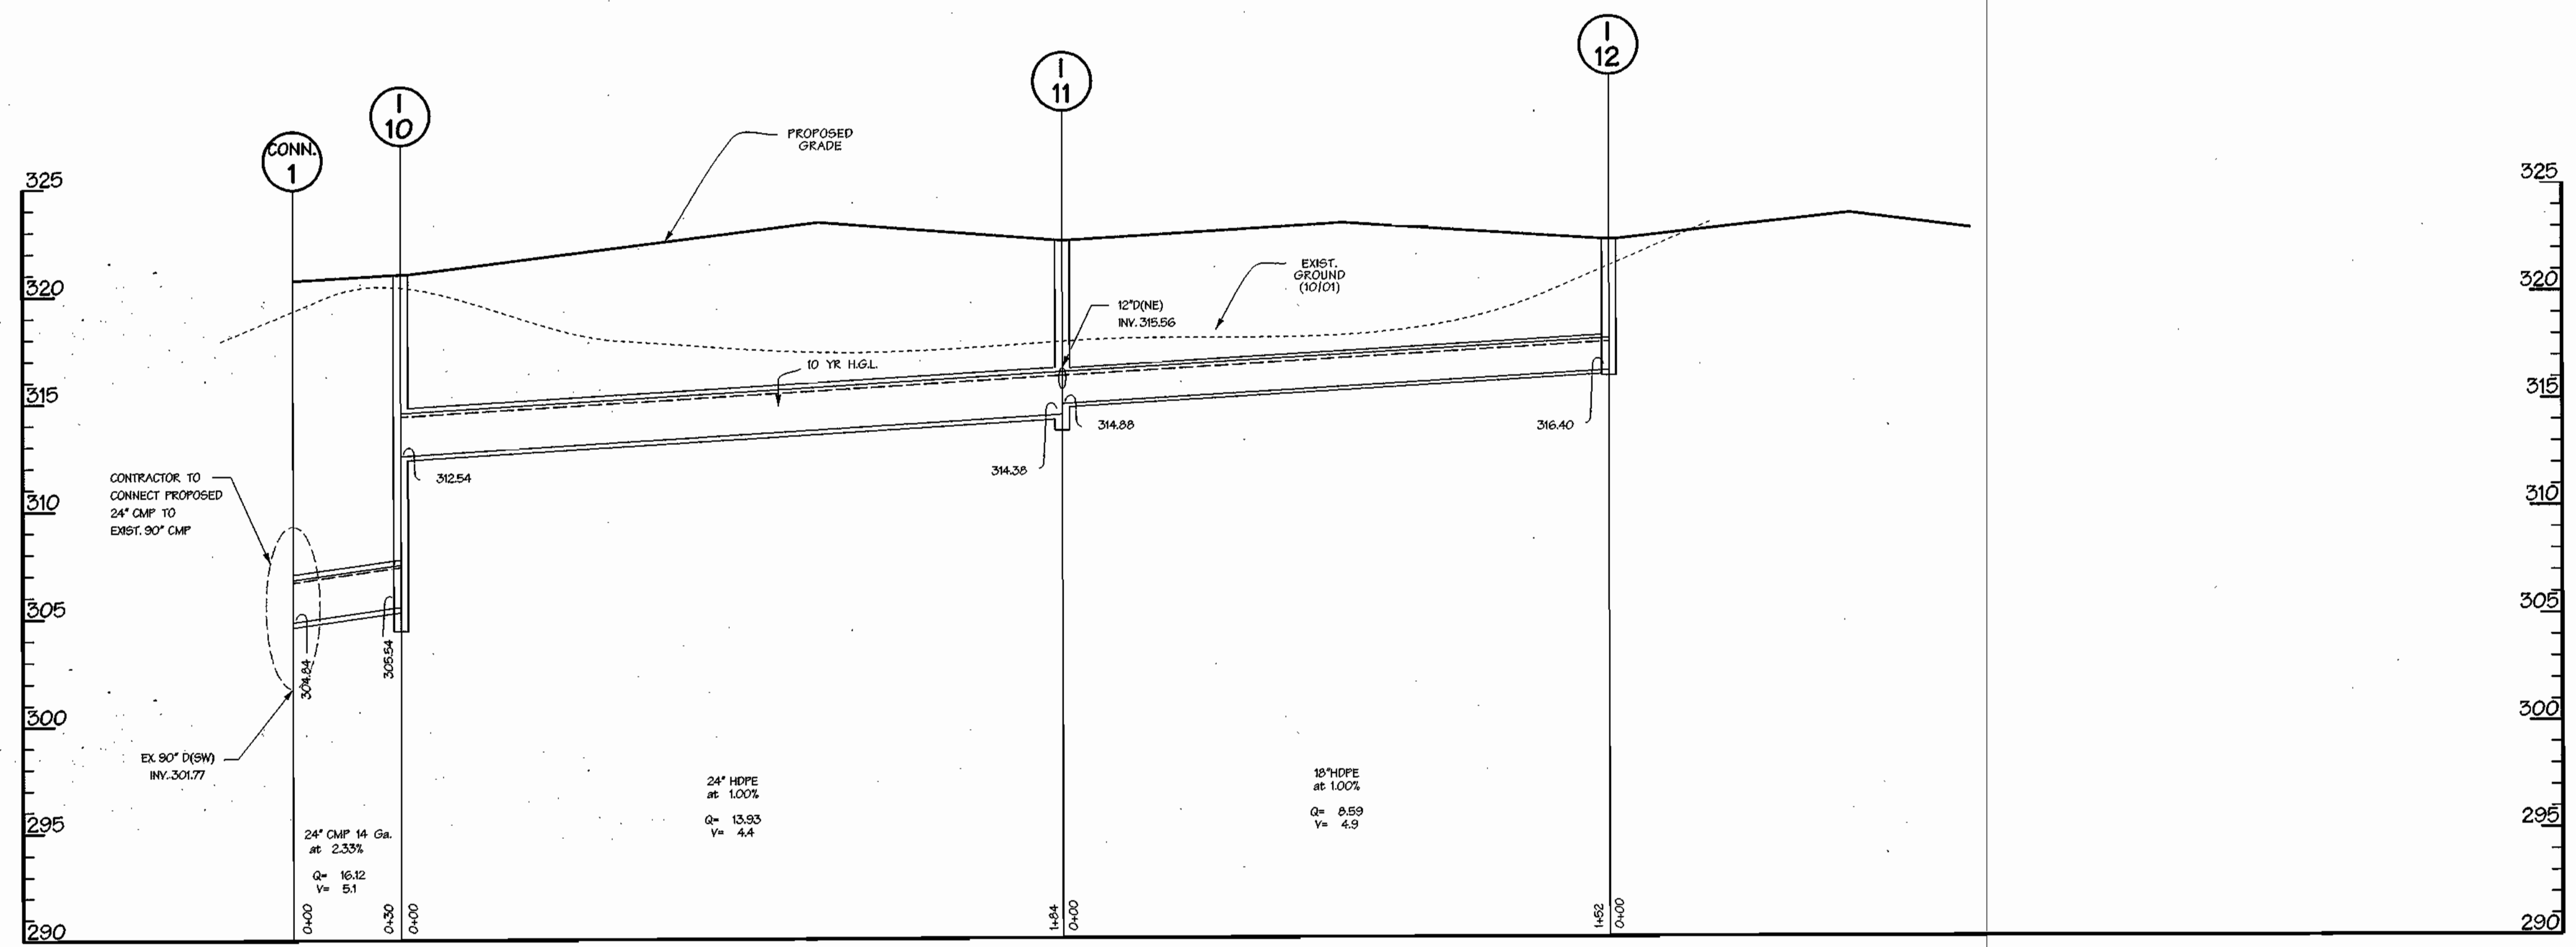 I
12
I
11
I
10
CONN.
1
PROPOSED
GRADE
325
325
EXIST.
GROUND
(10/01)
320
320
12"D(NE)
INV. 315.56
10 YR H.G.L.
315
315
314.88
316.40
314.38
312.54
CONTRACTOR TO
CONNECT PROPOSED
24" CMP TO
EXIST. 90" CMP
310
310
305
305
304.84
305.54
300
300
EX. 90" D(SW)
INV. 301.77
24" HDPE
at 1.00%
Q= 13.93
V= 4.4
18"HDPE
at 1.00%
Q= 8.59
V= 4.9
295
295
24" CMP 14 Ga.
at 2.33%
Q= 16.12
V= 5.1
0+00
0+30
0+00
1+84
0+00
1+52
0+00
290
290